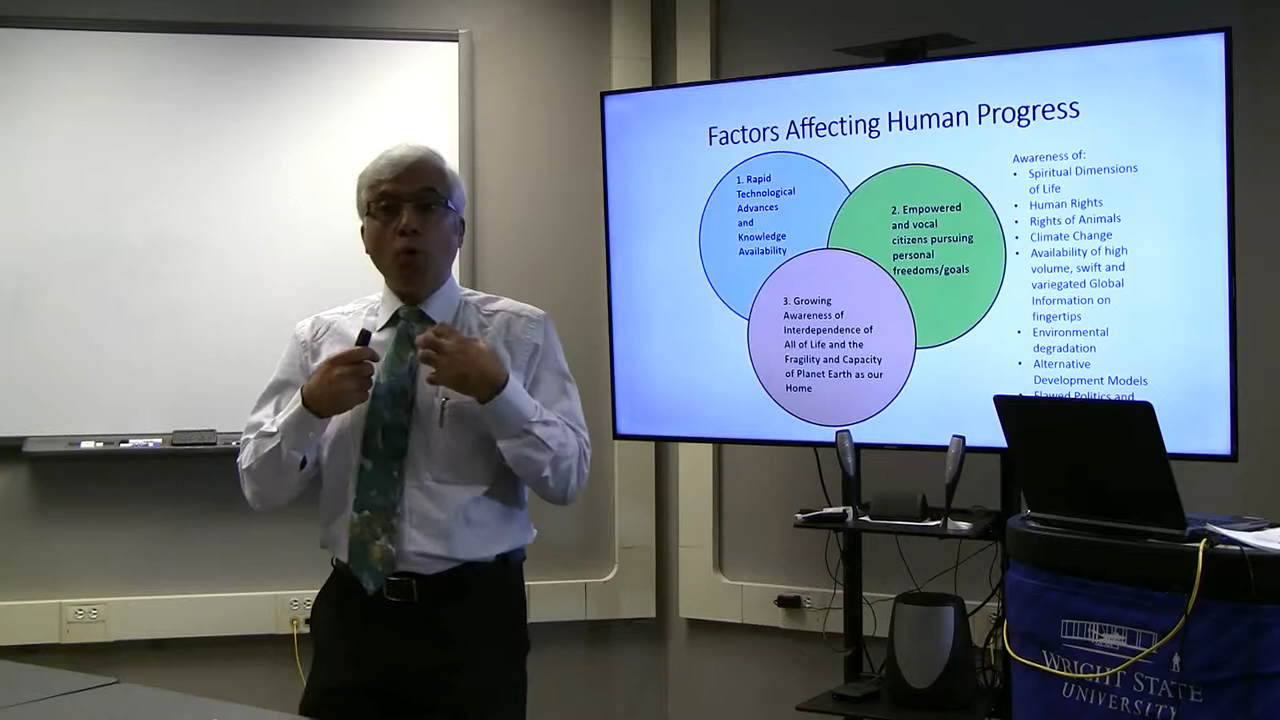 Factors Affecting Human Progress
1. Rapid
Technological
Advances
and
Knowledge
Availability
2. Empowered
and vocal
citizens pursuing
personal
freedoms/goals
3. Growing
Awareness of
Interdependence of
All of Life and the
Fragility and Capacity
of Planet Earth as our
Home
Awareness of:
• Spiritual Dimensions
of Life
• Human Rights
• Rights of Animals
• Climate Change
• Availability of high
volume, swift and
variegated Global
Information on
fingertips
• Environmental
degradation
• Alternative
Development Models
• Flawed Politics and
WRIGHT STATE
UNIVERSITY